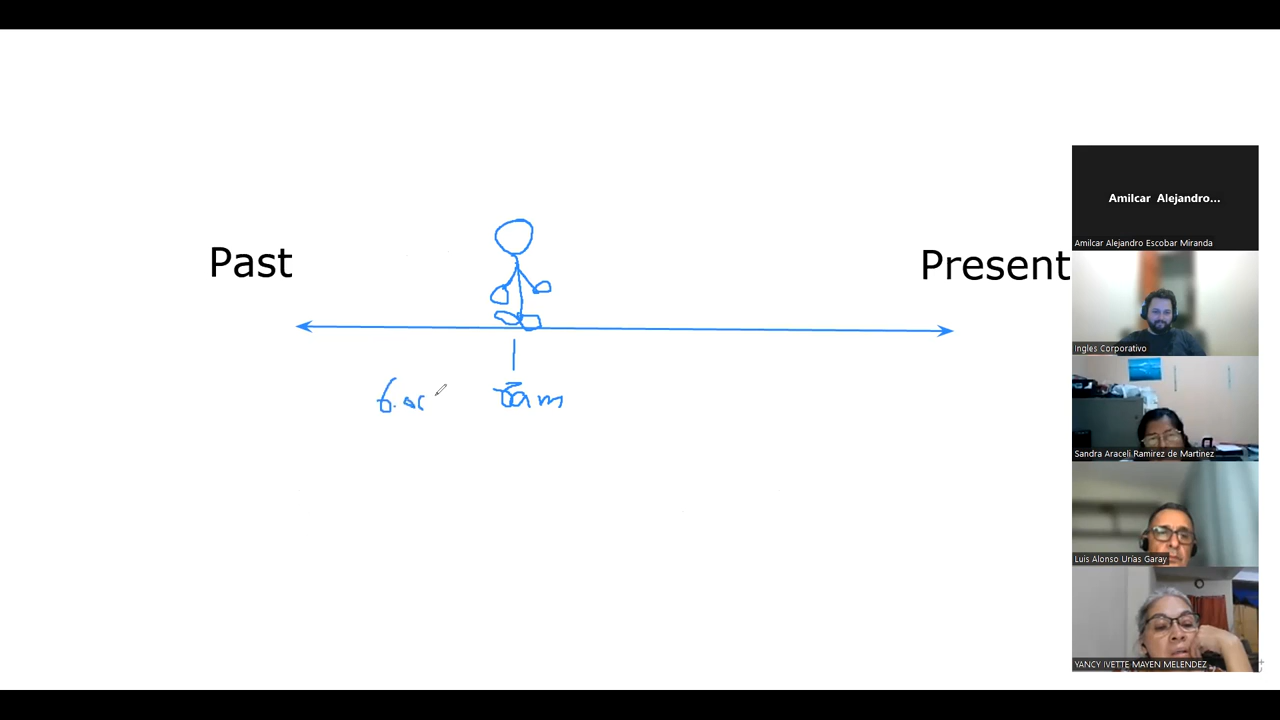 Past
Present
Amilcar Alejandro...
Amilcar Alejandro Escobar Miranda
Ingles Corporativo
Sandra Araceli Ramirez de Martinez
Luis Alonso Urías Garay
YANCY IVETTE MAYEN MELENDEZ